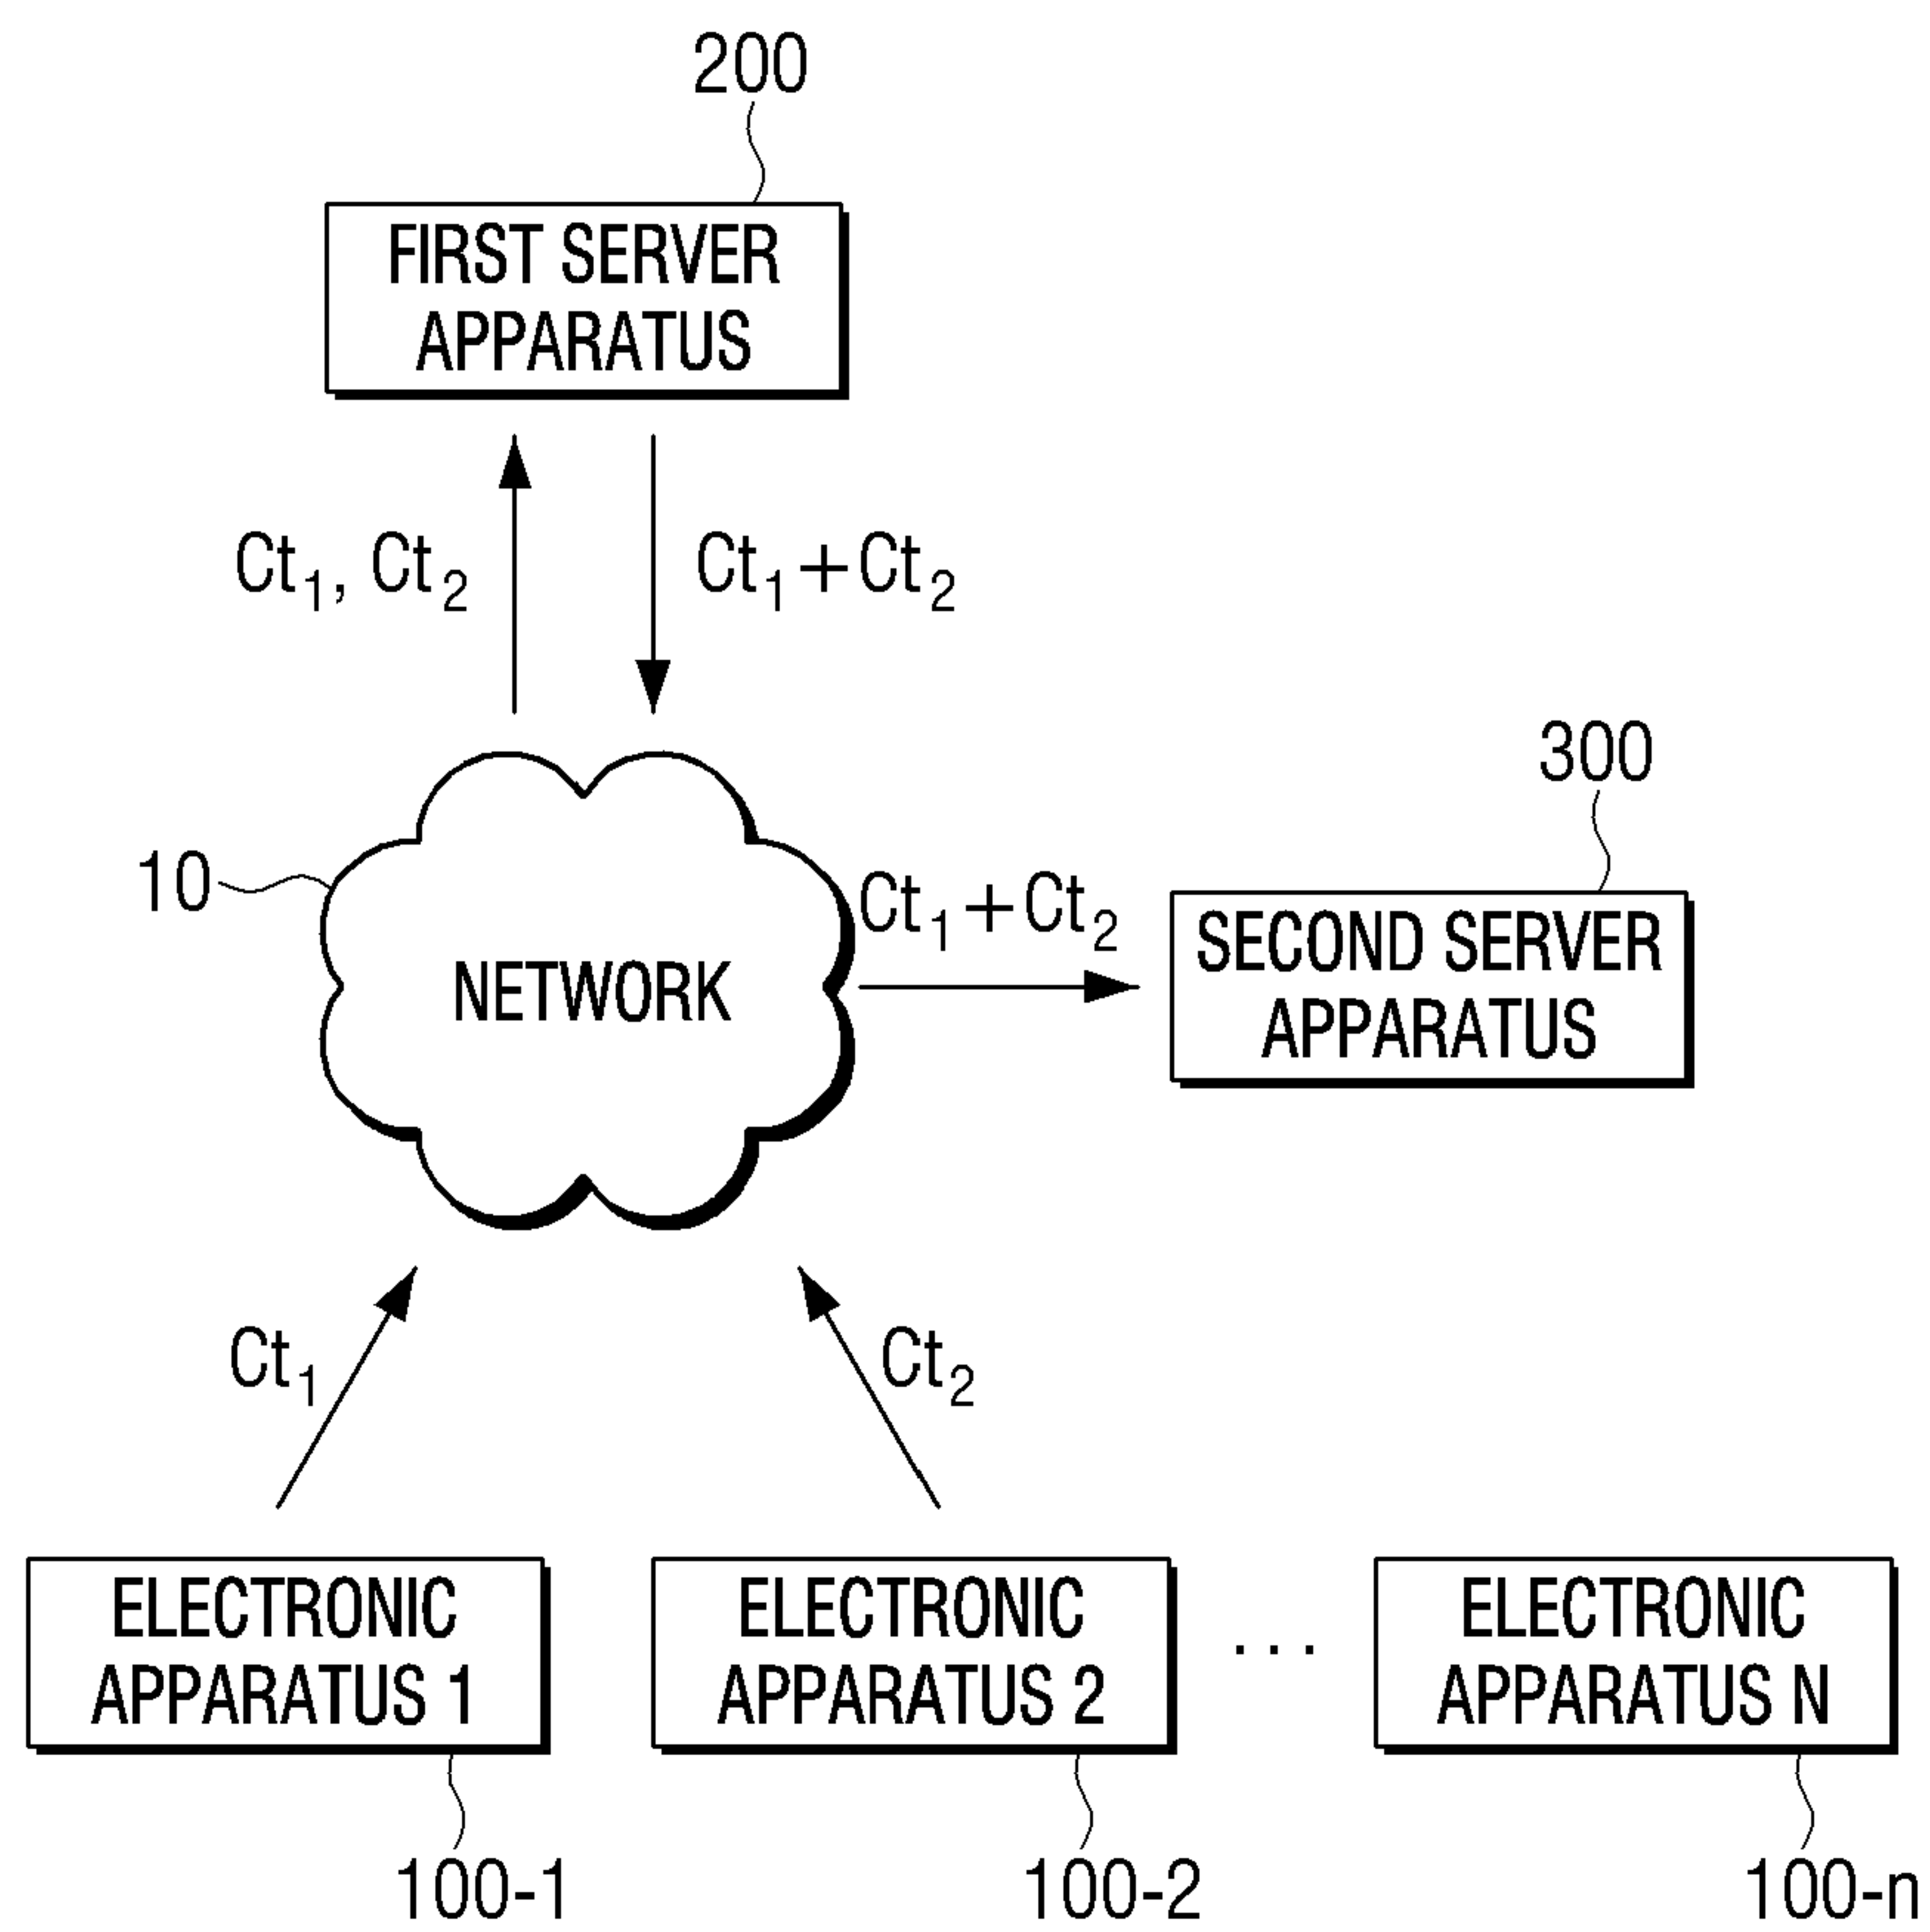 200
FIRST SERVER
APPARATUS
Ct₁, Ct₂
Ct₁+Ct₂
300
10
NETWORK
Ct₁+Ct₂
SECOND SERVER
APPARATUS
Ct₁
Ct₂
ELECTRONIC
APPARATUS 1
ELECTRONIC
APPARATUS 2
...
ELECTRONIC
APPARATUS N
100-1
100-2
100-n